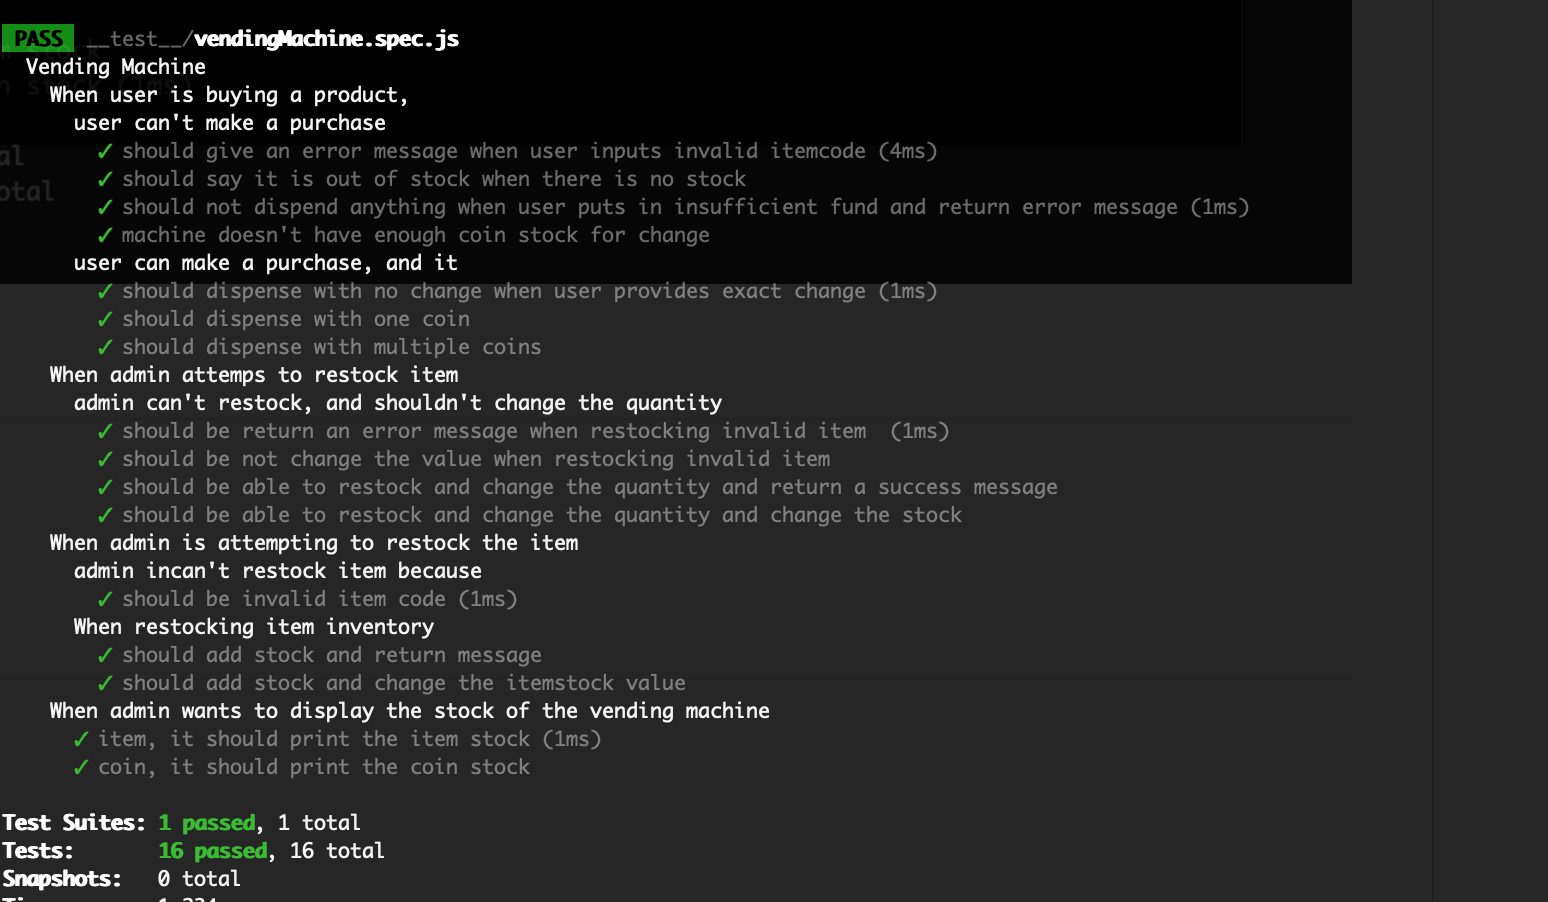 PASS __test__/vendingMachine.spec.js
Vending Machine
When user is buying a product,
user can't make a purchase
✓ should give an error message when user inputs invalid itemcode (4ms)
✓ should say it is out of stock when there is no stock
✓ should not dispend anything when user puts in insufficient fund and return error message (1ms)
✓ machine doesn't have enough coin stock for change
user can make a purchase, and it
✓ should dispense with no change when user provides exact change (1ms)
✓ should dispense with one coin
✓ should dispense with multiple coins
When admin attemps to restock item
admin can't restock, and shouldn't change the quantity
✓ should be return an error message when restocking invalid item  (1ms)
✓ should be not change the value when restocking invalid item
✓ should be able to restock and change the quantity and return a success message
✓ should be able to restock and change the quantity and change the stock
When admin is attempting to restock the item
admin incan't restock item because
✓ should be invalid item code (1ms)
When restocking item inventory
✓ should add stock and return message
✓ should add stock and change the itemstock value
When admin wants to display the stock of the vending machine
✓ item, it should print the item stock (1ms)
✓ coin, it should print the coin stock
Test Suites: 1 passed, 1 total
Tests: 16 passed, 16 total
Snapshots: 0 total